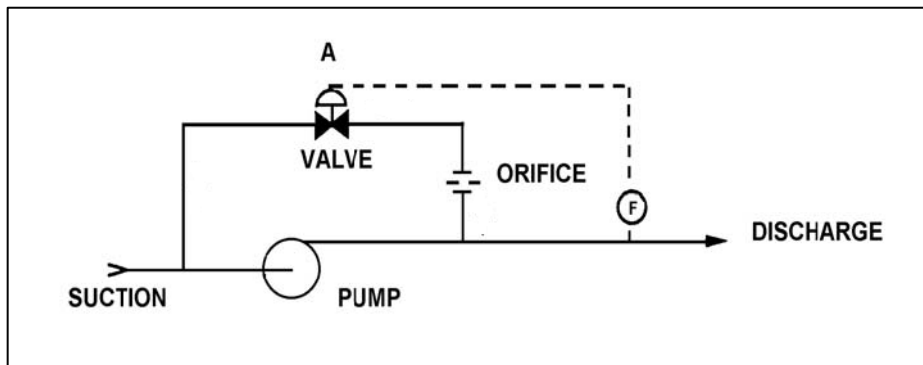 A
VALVE
ORIFICE
F
DISCHARGE
SUCTION
PUMP